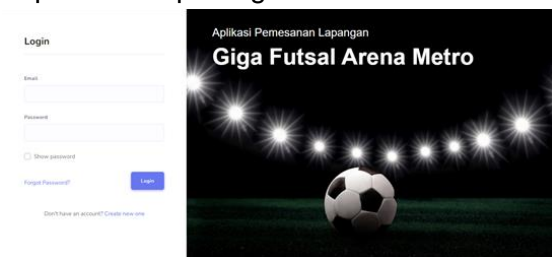 Login
Email
Password
Show password
Forgot Password?
Login
Don't have an account? Create new one
Aplikasi Pemesanan Lapangan
Giga Futsal Arena Metro